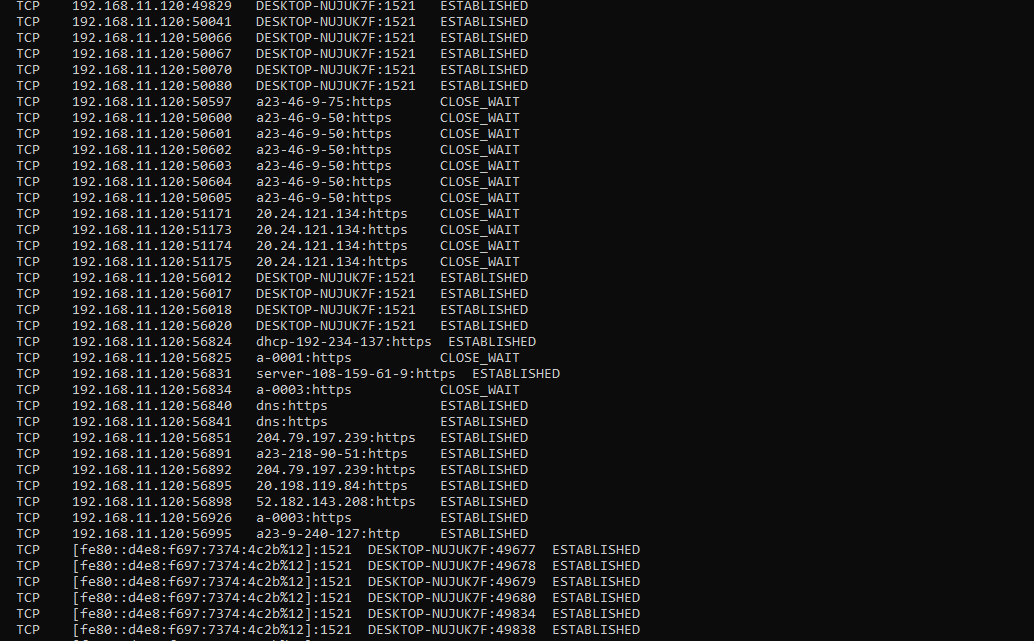 TCP 192.168.11.120:49829 DESKTOP-NUJUK7F:1521 ESTABLISHED
TCP 192.168.11.120:50041 DESKTOP-NUJUK7F:1521 ESTABLISHED
TCP 192.168.11.120:50066 DESKTOP-NUJUK7F:1521 ESTABLISHED
TCP 192.168.11.120:50067 DESKTOP-NUJUK7F:1521 ESTABLISHED
TCP 192.168.11.120:50070 DESKTOP-NUJUK7F:1521 ESTABLISHED
TCP 192.168.11.120:50080 DESKTOP-NUJUK7F:1521 ESTABLISHED
TCP 192.168.11.120:50597 a23-46-9-75:https CLOSE_WAIT
TCP 192.168.11.120:50600 a23-46-9-50:https CLOSE_WAIT
TCP 192.168.11.120:50601 a23-46-9-50:https CLOSE_WAIT
TCP 192.168.11.120:50602 a23-46-9-50:https CLOSE_WAIT
TCP 192.168.11.120:50603 a23-46-9-50:https CLOSE_WAIT
TCP 192.168.11.120:50604 a23-46-9-50:https CLOSE_WAIT
TCP 192.168.11.120:50605 a23-46-9-50:https CLOSE_WAIT
TCP 192.168.11.120:51171 20.24.121.134:https CLOSE_WAIT
TCP 192.168.11.120:51173 20.24.121.134:https CLOSE_WAIT
TCP 192.168.11.120:51174 20.24.121.134:https CLOSE_WAIT
TCP 192.168.11.120:51175 20.24.121.134:https CLOSE_WAIT
TCP 192.168.11.120:56012 DESKTOP-NUJUK7F:1521 ESTABLISHED
TCP 192.168.11.120:56017 DESKTOP-NUJUK7F:1521 ESTABLISHED
TCP 192.168.11.120:56018 DESKTOP-NUJUK7F:1521 ESTABLISHED
TCP 192.168.11.120:56020 DESKTOP-NUJUK7F:1521 ESTABLISHED
TCP 192.168.11.120:56824 dhcp-192-234-137:https ESTABLISHED
TCP 192.168.11.120:56825 a-0001:https CLOSE_WAIT
TCP 192.168.11.120:56831 server-108-159-61-9:https ESTABLISHED
TCP 192.168.11.120:56834 a-0003:https CLOSE_WAIT
TCP 192.168.11.120:56840 dns:https ESTABLISHED
TCP 192.168.11.120:56841 dns:https ESTABLISHED
TCP 192.168.11.120:56851 204.79.197.239:https ESTABLISHED
TCP 192.168.11.120:56891 a23-218-90-51:https ESTABLISHED
TCP 192.168.11.120:56892 204.79.197.239:https ESTABLISHED
TCP 192.168.11.120:56895 20.198.119.84:https ESTABLISHED
TCP 192.168.11.120:56898 52.182.143.208:https ESTABLISHED
TCP 192.168.11.120:56926 a-0003:https ESTABLISHED
TCP 192.168.11.120:56995 a23-9-240-127:http ESTABLISHED
TCP [fe80::d4e8:f697:7374:4c2b%12]:1521 DESKTOP-NUJUK7F:49677 ESTABLISHED
TCP [fe80::d4e8:f697:7374:4c2b%12]:1521 DESKTOP-NUJUK7F:49678 ESTABLISHED
TCP [fe80::d4e8:f697:7374:4c2b%12]:1521 DESKTOP-NUJUK7F:49679 ESTABLISHED
TCP [fe80::d4e8:f697:7374:4c2b%12]:1521 DESKTOP-NUJUK7F:49680 ESTABLISHED
TCP [fe80::d4e8:f697:7374:4c2b%12]:1521 DESKTOP-NUJUK7F:49834 ESTABLISHED
TCP [fe80::d4e8:f697:7374:4c2b%12]:1521 DESKTOP-NUJUK7F:49838 ESTABLISHED